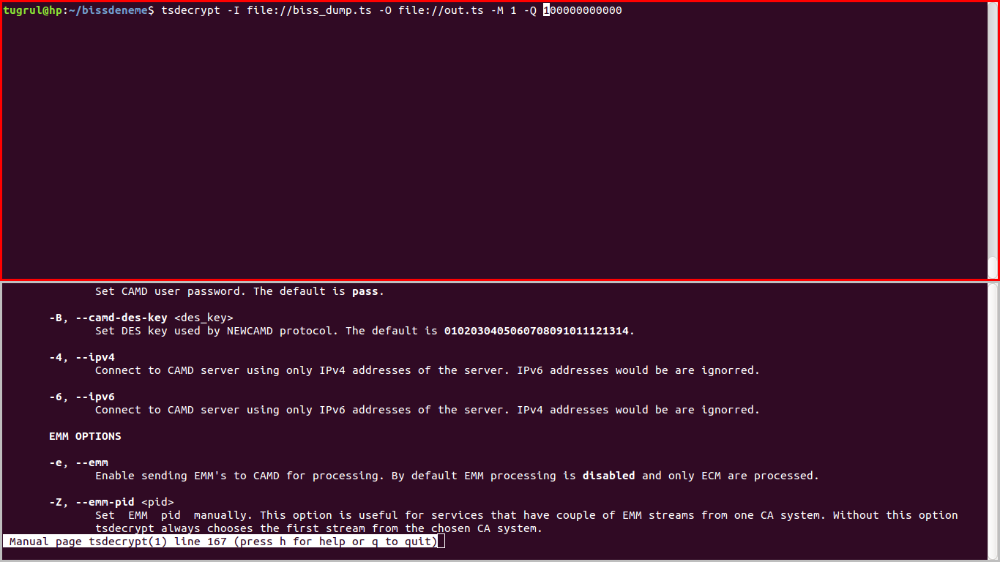 tugrul@hp:~/bissdeneme$ tsdecrypt -I file://biss_dump.ts -O file://out.ts -M 1 -Q 100000000000
Set CAMD user password. The default is pass.
-B, --camd-des-key <des_key>
Set DES key used by NEWCAMD protocol. The default is 0102030405060708091011121314.
-4, --ipv4
Connect to CAMD server using only IPv4 addresses of the server. IPv6 addresses would be are ignorred.
-6, --ipv6
Connect to CAMD server using only IPv6 addresses of the server. IPv4 addresses would be are ignorred.
EMM OPTIONS
-e, --emm
Enable sending EMM's to CAMD for processing. By default EMM processing is disabled and only ECM are processed.
-Z, --emm-pid <pid>
Set  EMM  pid  manually. This option is useful for services that have couple of EMM streams from one CA system. Without this option
tsdecrypt always chooses the first stream from the chosen CA system.
Manual page tsdecrypt(1) line 167 (press h for help or q to quit)